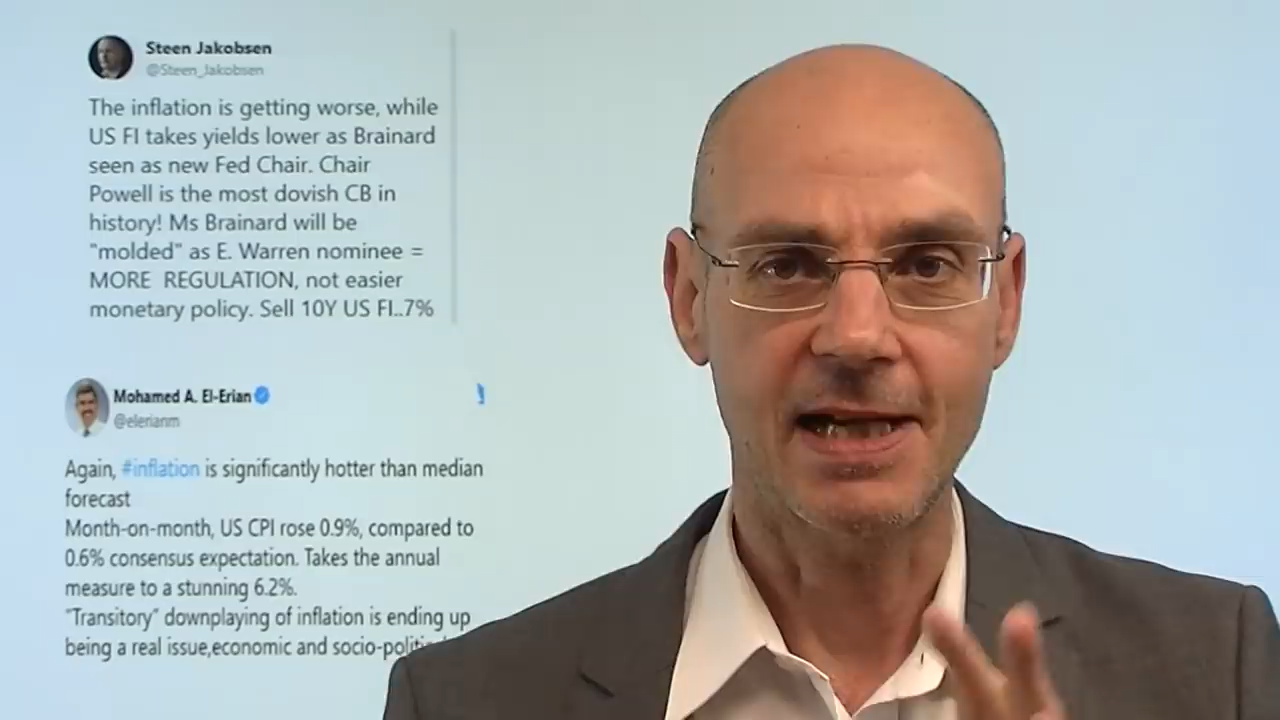 Steen Jakobsen
@Steen_Jakobsen
The inflation is getting worse, while
US FI takes yields lower as Brainard
seen as new Fed Chair. Chair
Powell is the most dovish CB in
history! Ms Brainard will be
"molded" as E. Warren nominee =
MORE REGULATION, not easier
monetary policy. Sell 10Y US FI..7%
Mohamed A. El-Erian
@elerianm
Again, #inflation is significantly hotter than median
forecast
Month-on-month, US CPI rose 0.9%, compared to
0.6% consensus expectation. Takes the annual
measure to a stunning 6.2%.
"Transitory" downplaying of inflation is ending up
being a real issue,economic and